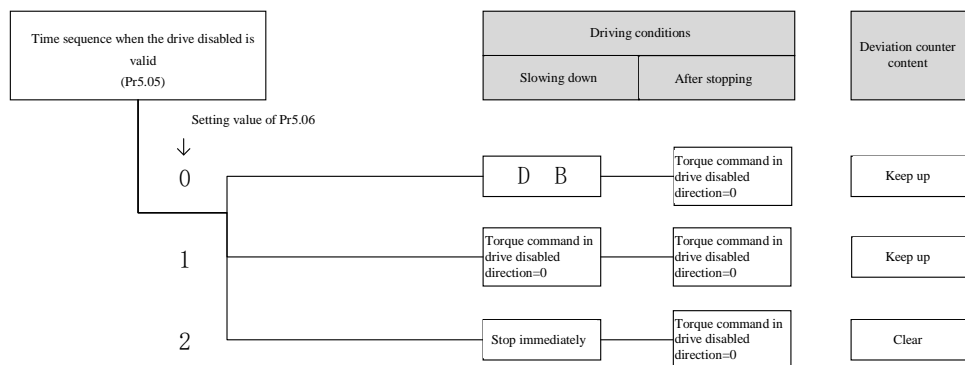 Time sequence when the drive disabled is
valid
(Pr5.05)
Driving conditions
Slowing down
After stopping
Deviation counter
content
Setting value of Pr5.06
↓
0
D B
Torque command in
drive disabled
direction=0
Keep up
1
Torque command in
drive disabled
direction=0
Torque command in
drive disabled
direction=0
Keep up
2
Stop immediately
Torque command in
drive disabled
direction=0
Clear